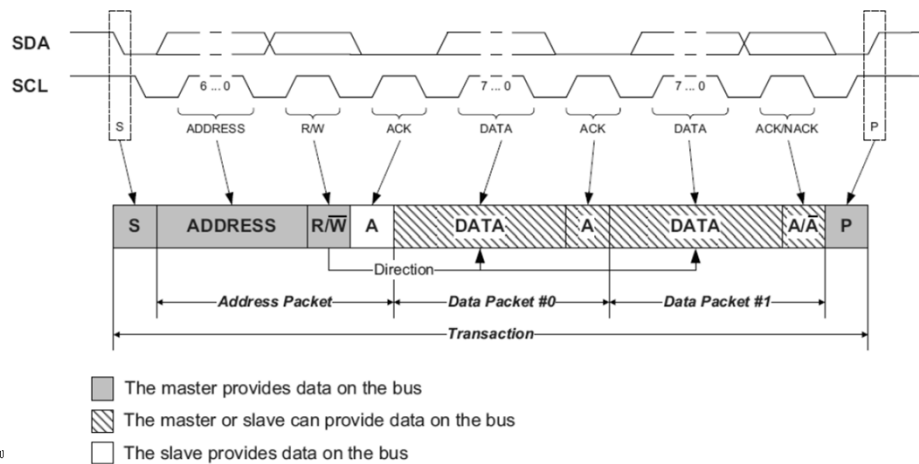 SDA
SCL
6 ... 0
7 ... 0
7 ... 0
S
ADDRESS
R/W
ACK
DATA
ACK
DATA
ACK/NACK
P
S
ADDRESS
R/W̅
A
DATA
A
DATA
A/A̅
P
Direction
Address Packet
Data Packet #0
Data Packet #1
Transaction
The master provides data on the bus
The master or slave can provide data on the bus
The slave provides data on the bus